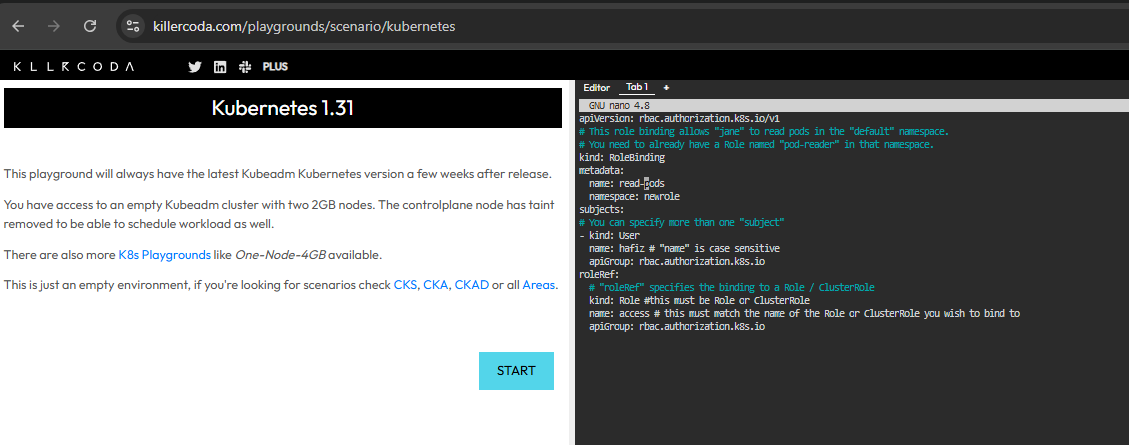 killercoda.com/playgrounds/scenario/kubernetes
KLLRCODA PLUS
Kubernetes 1.31
This playground will always have the latest Kubeadm Kubernetes version a few weeks after release.
You have access to an empty Kubeadm cluster with two 2GB nodes. The controlplane node has taint
removed to be able to schedule workload as well.
There are also more K8s Playgrounds like One-Node-4GB available.
This is just an empty environment, if you're looking for scenarios check CKS, CKA, CKAD or all Areas.
START
Editor Tab 1 +
GNU nano 4.8
apiVersion: rbac.authorization.k8s.io/v1
# This role binding allows "jane" to read pods in the "default" namespace.
# You need to already have a Role named "pod-reader" in that namespace.
kind: RoleBinding
metadata:
  name: read-pods
  namespace: newrole
subjects:
# You can specify more than one "subject"
- kind: User
  name: hafiz # "name" is case sensitive
  apiGroup: rbac.authorization.k8s.io
roleRef:
  # "roleRef" specifies the binding to a Role / ClusterRole
  kind: Role #this must be Role or ClusterRole
  name: access # this must match the name of the Role or ClusterRole you wish to bind to
  apiGroup: rbac.authorization.k8s.io